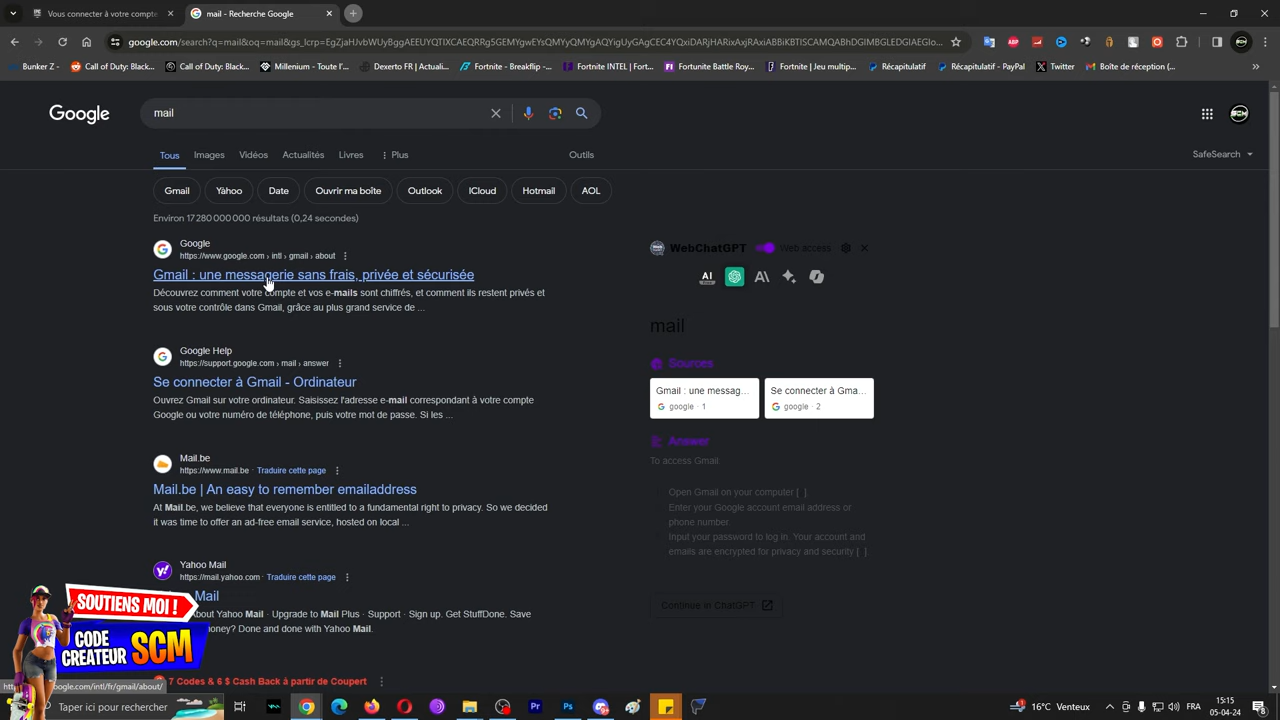 Vous connecter à votre compte
mail - Recherche Google
google.com/search?q=mail&oq=mail&gs_lcrp=
Bunker Z -
Call of Duty: Black...
Call of Duty: Black...
Millenium - Toute l'...
Dexerto FR | Actuali...
Fortnite - Breakflip -...
Fortnite INTEL | Fo...
Fortnite Battle Roy...
Fortnite | Jeu multip...
Récapitulatif
Récapitulatif - PayPal
Twitter
Boîte de réception (...
Google
mail
Tous
Images
Vidéos
Actualités
Livres
Plus
Outils
SafeSearch
Gmail
Yahoo
Date
Ouvrir ma boîte
Outlook
ICloud
Hotmail
AOL
Environ 17 280 000 000 résultats (0,24 secondes)
Google
https://www.google.com › intl › gmail › about
Gmail : une messagerie sans frais, privée et sécurisée
Découvrez comment votre compte et vos e-mails sont chiffrés, et comment ils restent privés et
sous votre contrôle dans Gmail, grâce au plus grand service de ...
Google Help
https://support.google.com › mail › answer
Se connecter à Gmail - Ordinateur
Ouvrez Gmail sur votre ordinateur. Saisissez l'adresse e-mail correspondant à votre compte
Google ou votre numéro de téléphone, puis votre mot de passe. Si les ...
Mail.be
https://www.mail.be · Traduire cette page
Mail.be | An easy to remember emailaddress
At Mail.be, we believe that everyone is entitled to a fundamental right to privacy. So we decided
it was time to offer an ad-free email service, hosted on local ...
Yahoo Mail
https://mail.yahoo.com · Traduire cette page
Mail
About Yahoo Mail · Upgrade to Mail Plus · Support · Sign up. Get StuffDone. Save
oney? Done and done with Yahoo Mail.
7 Codes & 6 $ Cash Back à partir de Coupert
WebChatGPT
Web access
AI
mail
Sources
Gmail : une messag...
google · 1
Se connecter à Gma...
google · 2
Answer
To access Gmail:
Open Gmail on your computer [ ]
Enter your Google account email address or
phone number.
Input your password to log in. Your account and
emails are encrypted for privacy and security [ ]
Continue in ChatGPT
SOUTIENS MOI !
CODE
CREATEUR
SCM
google.com/intl/fr/gmail/about/
Taper ici pour rechercher
16°C Venteux
FRA
15:15
05-04-24